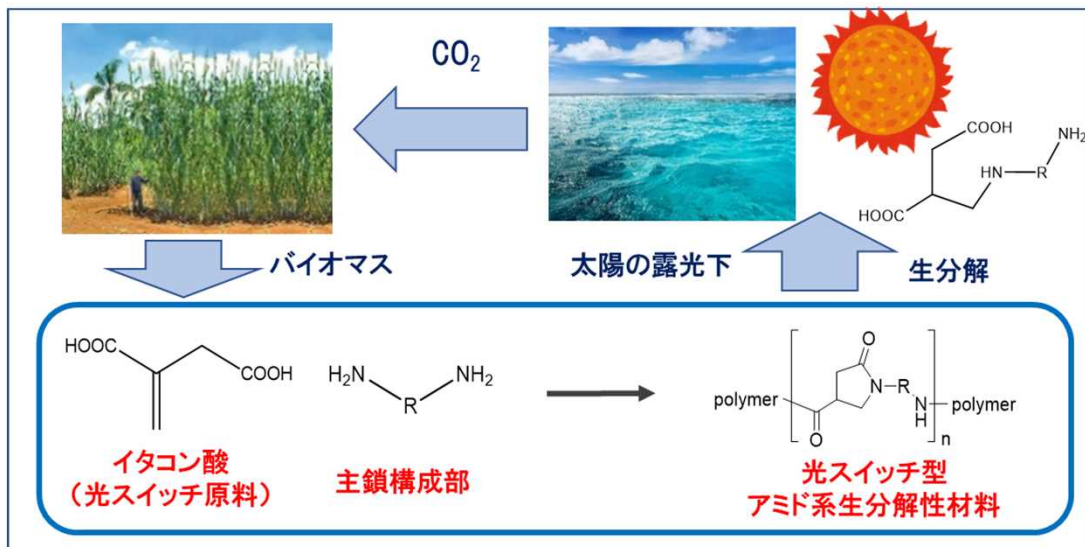 CO₂
COOH
NH₂
HN
R
HOOC
バイオマス
太陽の露光下
生分解
HOOC
COOH
H₂N
NH₂
R
O
N
R
polymer
N
H
polymer
O
n
イタコン酸
（光スイッチ原料）
主鎖構成部
光スイッチ型
アミド系生分解性材料